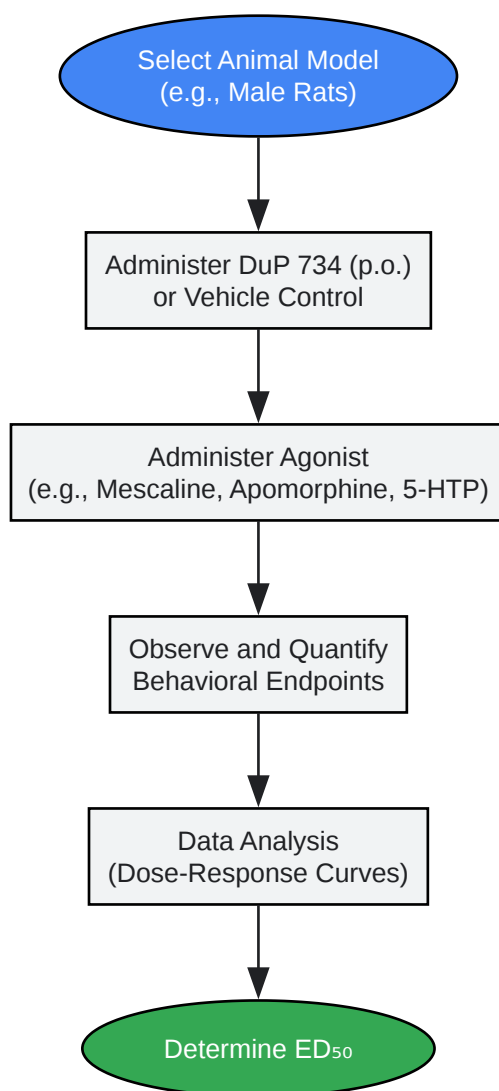 Select Animal Model
(e.g., Male Rats)
Administer DuP 734 (p.o.)
or Vehicle Control
Administer Agonist
(e.g., Mescaline, Apomorphine, 5-HTP)
Observe and Quantify
Behavioral Endpoints
Data Analysis
(Dose-Response Curves)
Determine ED₅₀